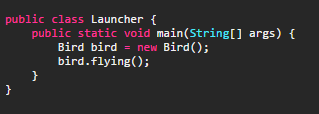 public class Launcher {
    public static void main(String[] args) {
        Bird bird = new Bird();
        bird.flying();
    }
}